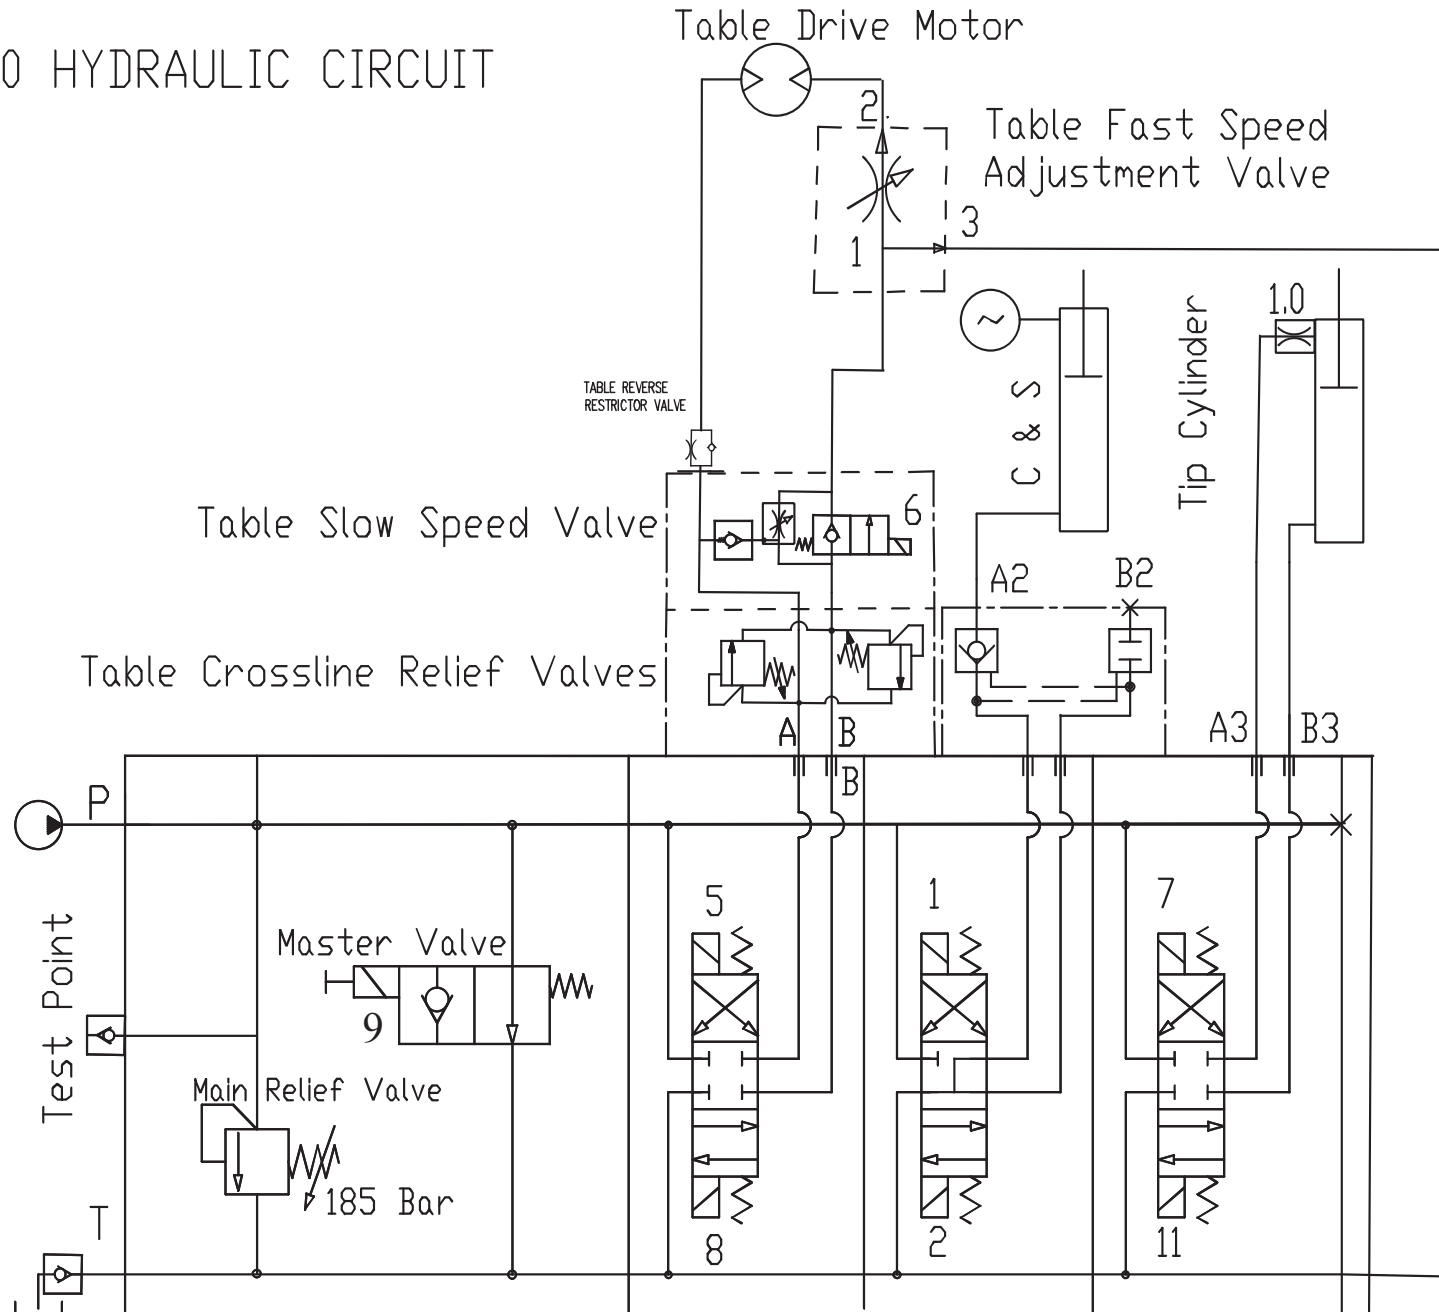 Table Drive Motor
0 HYDRAULIC CIRCUIT
2
Table Fast Speed
Adjustment Valve
3
1
1.0
Tip Cylinder
C & S
TABLE REVERSE
RESTRICTOR VALVE
6
Table Slow Speed Valve
A2
B2
Table Crossline Relief Valves
A
B
A3
B3
B
P
5
1
7
Test Point
Master Valve
9
Main Relief Valve
185 Bar
T
8
2
11